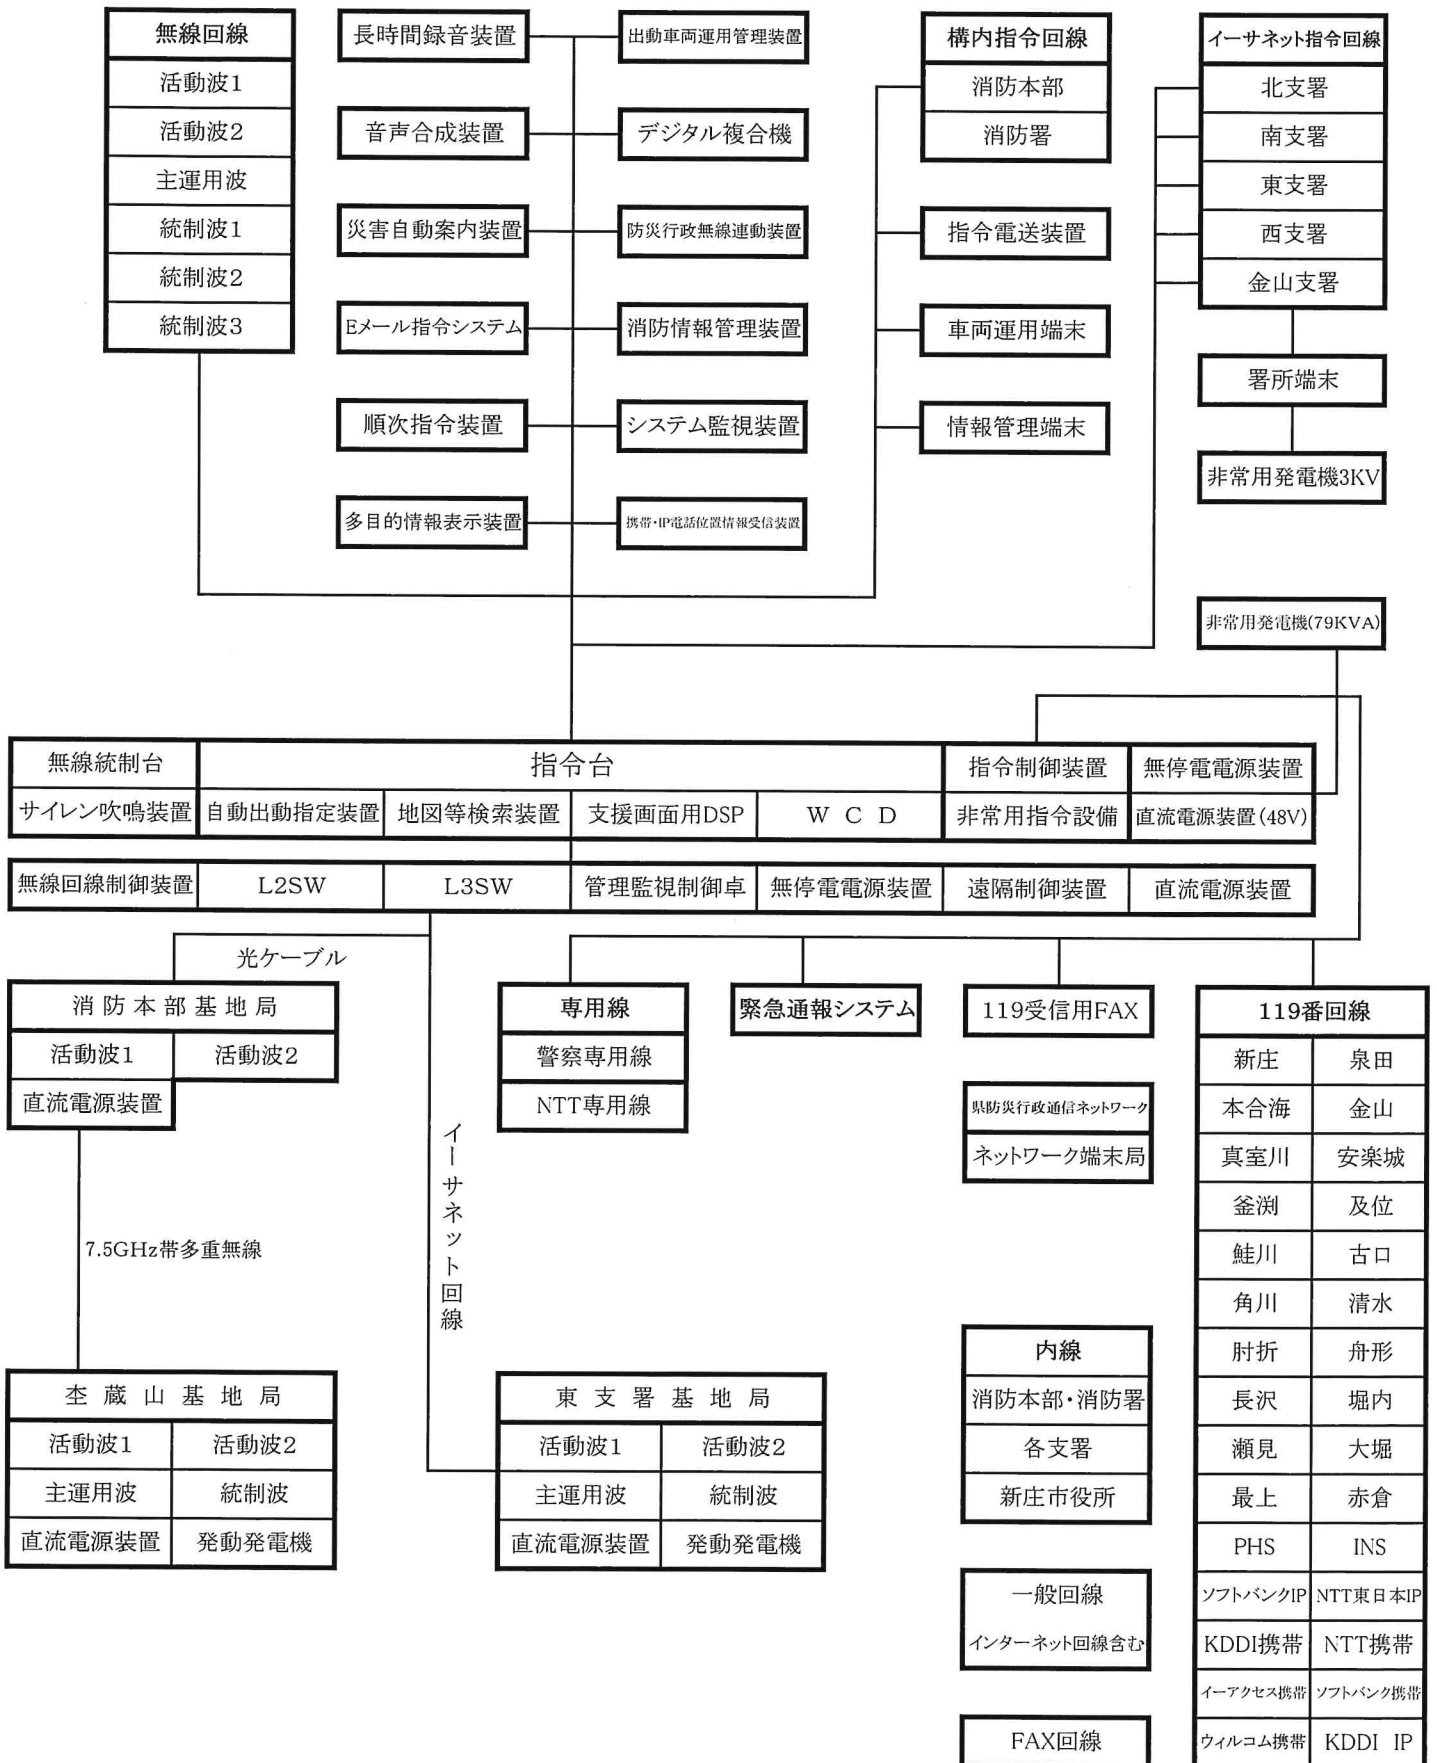 無線回線
活動波1
活動波2
主運用波
統制波1
統制波2
統制波3
長時間録音装置
出動車両運用管理装置
音声合成装置
デジタル複合機
災害自動案内装置
防災行政無線連動装置
Eメール指令システム
消防情報管理装置
順次指令装置
システム監視装置
多目的情報表示装置
携帯・IP電話位置情報受信装置
構内指令回線
消防本部
消防署
指令電送装置
車両運用端末
情報管理端末
イーサネット指令回線
北支署
南支署
東支署
西支署
金山支署
署所端末
非常用発電機3KV
非常用発電機(79KVA)
無線統制台 指令台 指令制御装置 無停電電源装置
サイレン吹鳴装置 自動出動指定装置 地図等検索装置 支援画面用DSP W C D 非常用指令設備 直流電源装置(48V)
無線回線制御装置 L2SW L3SW 管理監視制御卓 無停電電源装置 遠隔制御装置 直流電源装置
光ケーブル
消防本部基地局
活動波1 活動波2
直流電源装置
7.5GHz帯多重無線
杢蔵山基地局
活動波1 活動波2
主運用波 統制波
直流電源装置 発動発電機
イーサネット回線
東支署基地局
活動波1 活動波2
主運用波 統制波
直流電源装置 発動発電機
専用線
警察専用線
NTT専用線
緊急通報システム
119受信用FAX
県防災行政通信ネットワーク
ネットワーク端末局
内線
消防本部・消防署
各支署
新庄市役所
一般回線
インターネット回線含む
FAX回線
119番回線
新庄 泉田
本合海 金山
真室川 安楽城
釜渕 及位
鮭川 古口
角川 清水
肘折 舟形
長沢 堀内
瀬見 大堀
最上 赤倉
PHS INS
ソフトバンクIP NTT東日本IP
KDDI携帯 NTT携帯
イーアクセス携帯 ソフトバンク携帯
ウィルコム携帯 KDDI IP